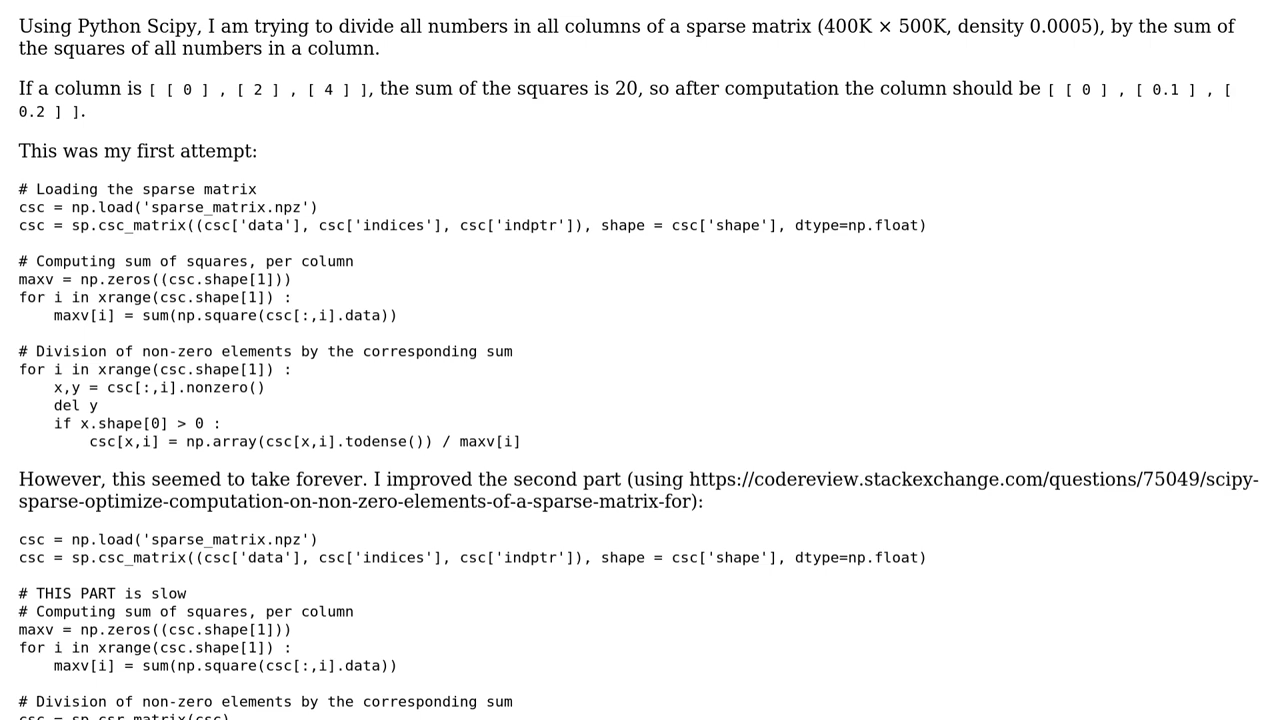 Using Python Scipy, I am trying to divide all numbers in all columns of a sparse matrix (400K × 500K, density 0.0005), by the sum of
the squares of all numbers in a column.
If a column is [ [ 0 ] , [ 2 ] , [ 4 ] ], the sum of the squares is 20, so after computation the column should be [ [ 0 ] , [ 0.1 ] , [
0.2 ] ].
This was my first attempt:
# Loading the sparse matrix
csc = np.load('sparse_matrix.npz')
csc = sp.csc_matrix((csc['data'], csc['indices'], csc['indptr']), shape = csc['shape'], dtype=np.float)
# Computing sum of squares, per column
maxv = np.zeros((csc.shape[1]))
for i in xrange(csc.shape[1]) :
    maxv[i] = sum(np.square(csc[:,i].data))
# Division of non-zero elements by the corresponding sum
for i in xrange(csc.shape[1]) :
    x,y = csc[:,i].nonzero()
    del y
    if x.shape[0] > 0 :
        csc[x,i] = np.array(csc[x,i].todense()) / maxv[i]
However, this seemed to take forever. I improved the second part (using https://codereview.stackexchange.com/questions/75049/scipy-
sparse-optimize-computation-on-non-zero-elements-of-a-sparse-matrix-for):
csc = np.load('sparse_matrix.npz')
csc = sp.csc_matrix((csc['data'], csc['indices'], csc['indptr']), shape = csc['shape'], dtype=np.float)
# THIS PART is slow
# Computing sum of squares, per column
maxv = np.zeros((csc.shape[1]))
for i in xrange(csc.shape[1]) :
    maxv[i] = sum(np.square(csc[:,i].data))
# Division of non-zero elements by the corresponding sum
csc = sp.csr_matrix(csc)